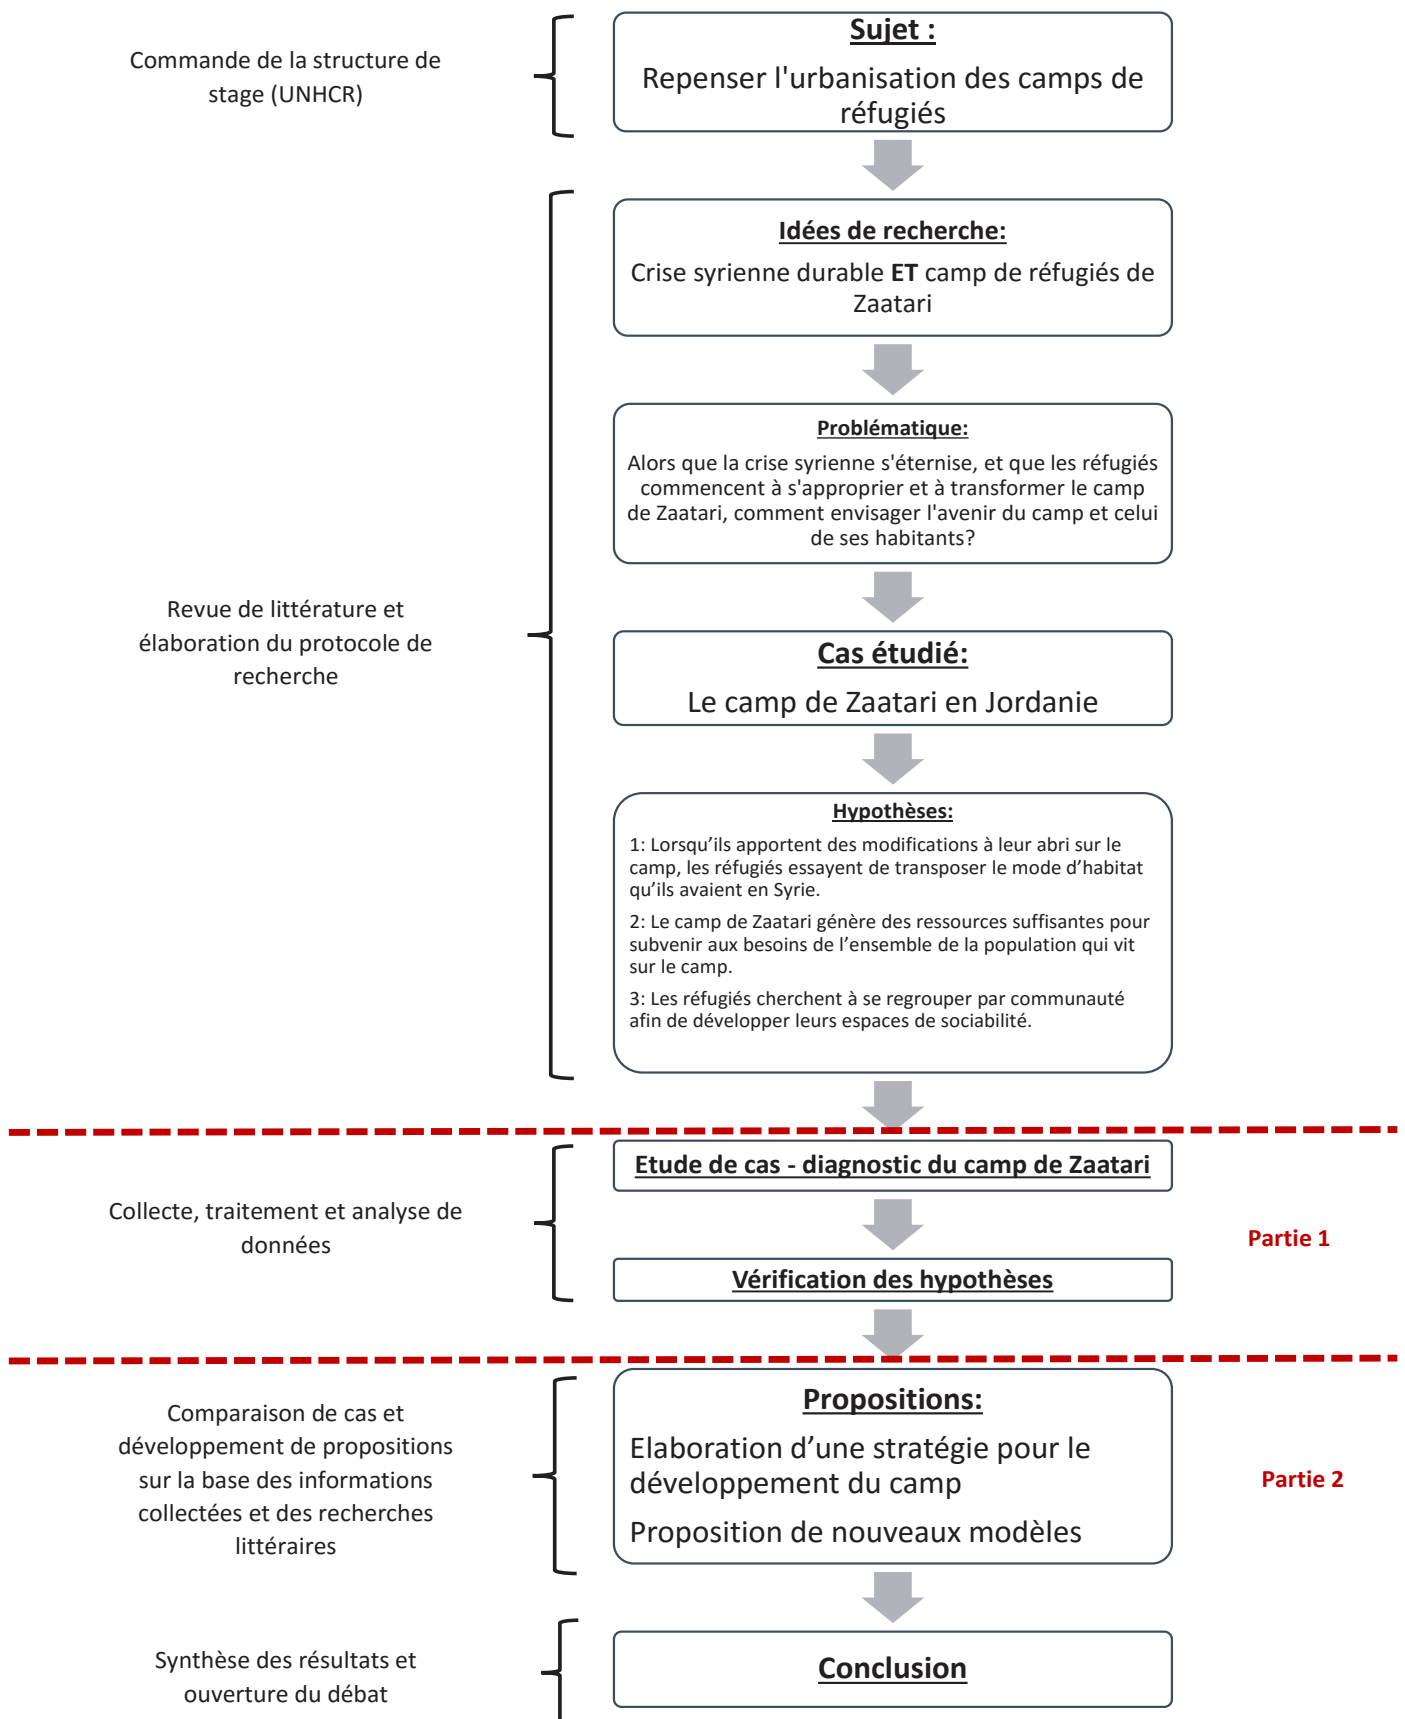 Commande de la structure de
stage (UNHCR)
Sujet :
Repenser l'urbanisation des camps de
réfugiés
Idées de recherche:
Crise syrienne durable ET camp de réfugiés de
Zaatari
Problématique:
Alors que la crise syrienne s'éternise, et que les réfugiés
commencent à s'approprier et à transformer le camp
de Zaatari, comment envisager l'avenir du camp et celui
de ses habitants?
Revue de littérature et
élaboration du protocole de
recherche
Cas étudié:
Le camp de Zaatari en Jordanie
Hypothèses:
1: Lorsqu’ils apportent des modifications à leur abri sur le
camp, les réfugiés essayent de transposer le mode d’habitat
qu’ils avaient en Syrie.
2: Le camp de Zaatari génère des ressources suffisantes pour
subvenir aux besoins de l’ensemble de la population qui vit
sur le camp.
3: Les réfugiés cherchent à se regrouper par communauté
afin de développer leurs espaces de sociabilité.
Collecte, traitement et analyse de
données
Etude de cas - diagnostic du camp de Zaatari
Vérification des hypothèses
Partie 1
Comparaison de cas et
développement de propositions
sur la base des informations
collectées et des recherches
littéraires
Propositions:
Elaboration d’une stratégie pour le
développement du camp
Proposition de nouveaux modèles
Partie 2
Synthèse des résultats et
ouverture du débat
Conclusion